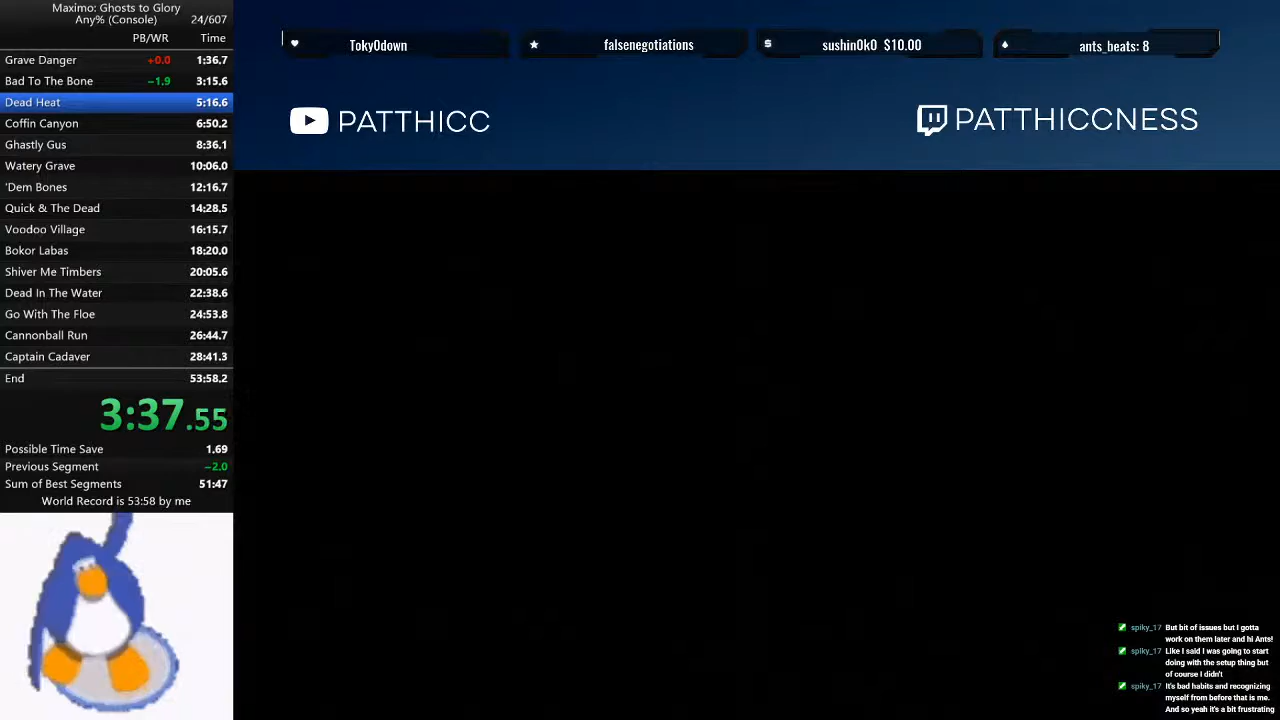 Maximo: Ghosts to Glory
Any% (Console) 24/607
PB/WR Time
Grave Danger +0.0 1:36.7
Bad To The Bone −1.9 3:15.6
Dead Heat 5:16.6
Coffin Canyon 6:50.2
Ghastly Gus 8:36.1
Watery Grave 10:06.0
'Dem Bones 12:16.7
Quick & The Dead 14:28.5
Voodoo Village 16:15.7
Bokor Labas 18:20.0
Shiver Me Timbers 20:05.6
Dead In The Water 22:38.6
Go With The Floe 24:53.8
Cannonball Run 26:44.7
Captain Cadaver 28:41.3
End 53:58.2
3:37.55
Possible Time Save 1.69
Previous Segment −2.0
Sum of Best Segments 51:47
World Record is 53:58 by me
Toky0down falsenegotiations sushin0k0 $10.00 ants_beats: 8
PATTHICC PATTHICCNESS
spiky_17 But bit of issues but I gotta
work on them later and hi Ants!
spiky_17 Like I said I was going to start
doing with the setup thing but
of course I didn't
spiky_17 It's bad habits and recognizing
myself from before that is me.
And so yeah it's a bit frustrating